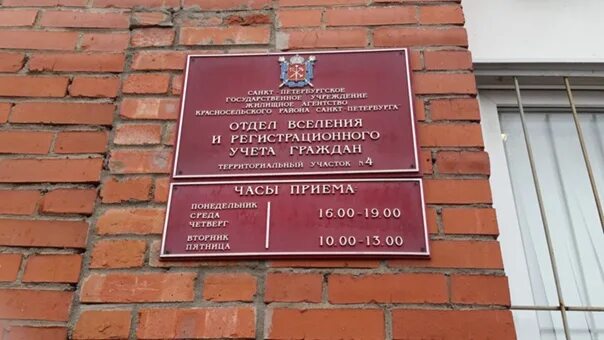 САНКТ-ПЕТЕРБУРГСКОЕ
ГОСУДАРСТВЕННОЕ УЧРЕЖДЕНИЕ
"ЖИЛИЩНОЕ АГЕНТСТВО
КРАСНОСЕЛЬСКОГО РАЙОНА САНКТ-ПЕТЕРБУРГА"
ОТДЕЛ ВСЕЛЕНИЯ
И РЕГИСТРАЦИОННОГО
УЧЕТА ГРАЖДАН
ТЕРРИТОРИАЛЬНЫЙ УЧАСТОК №4
ЧАСЫ ПРИЕМА
ПОНЕДЕЛЬНИК
СРЕДА
ЧЕТВЕРГ
16.00-19.00
ВТОРНИК
ПЯТНИЦА
10.00-13.00